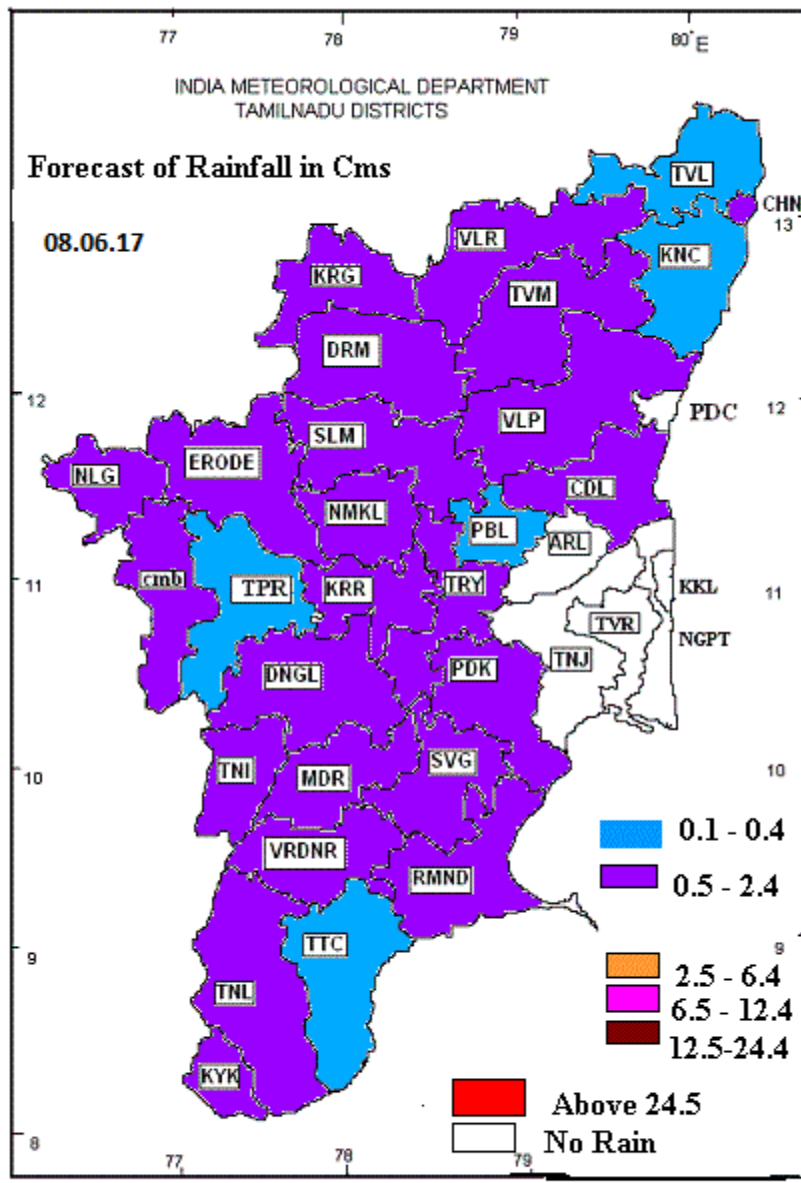 77 78 79 80° E
INDIA METEOROLOGICAL DEPARTMENT
TAMILNADU DISTRICTS
Forecast of Rainfall in Cms
TVL
CHN
13
08.06.17
VLR
KNC
KRG
TVM
DRM
12
PDC
12
VLP
SLM
ERODE
NLG
CDL
NMKL
PBL
ARL
11
cmb
TPR
KRR
TRY
KKL
11
TVR
NGPT
TNJ
DNGL
PDK
10
TNI
MDR
SVG
10
0.1 - 0.4
VRDNR
RMND
0.5 - 2.4
9
TTC
9
2.5 - 6.4
TNL
6.5 - 12.4
12.5-24.4
KYK
Above 24.5
8
No Rain
77 78 79